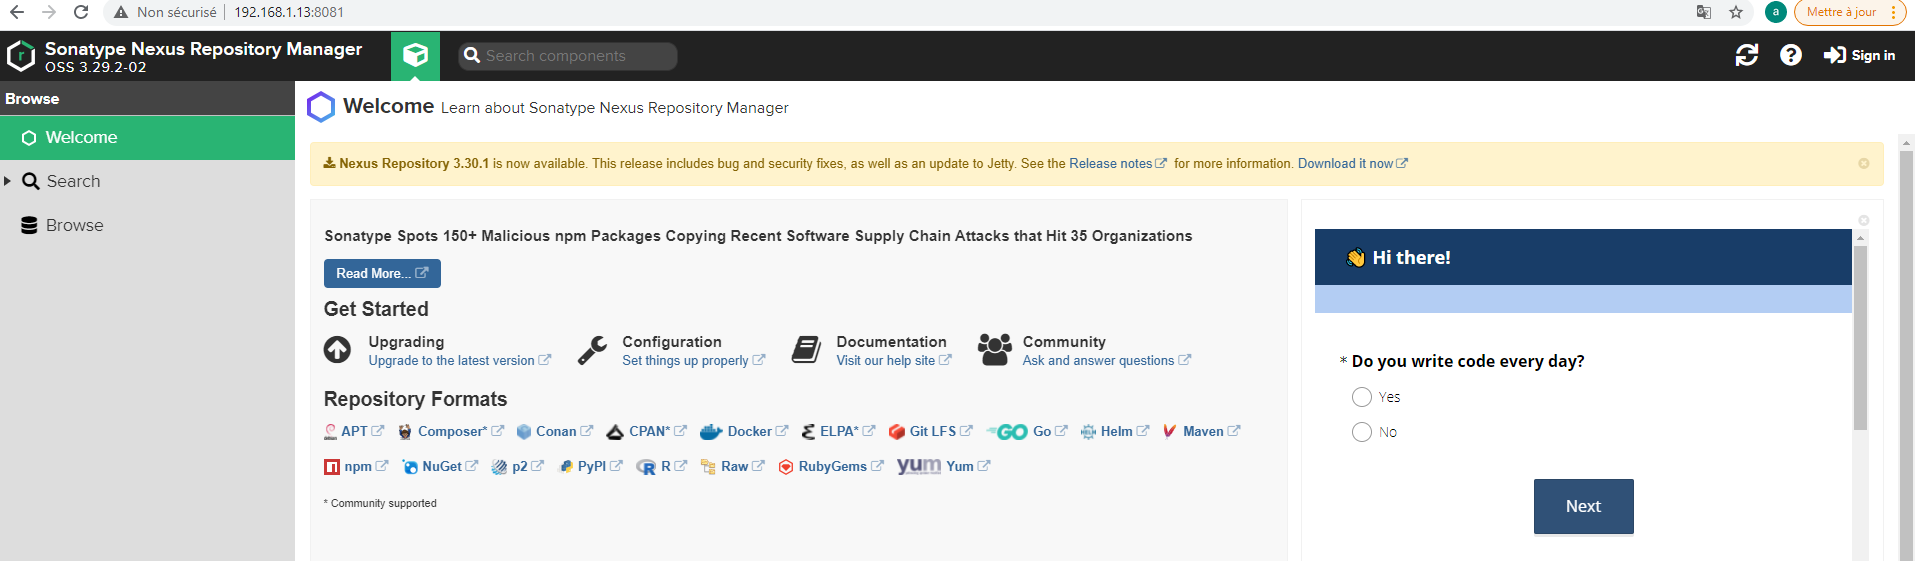 Non sécurisé | 192.168.1.13:8081 a Mettre à jour
Sonatype Nexus Repository Manager
OSS 3.29.2-02
Search components
Sign in
Browse
Welcome
Search
Browse
Welcome Learn about Sonatype Nexus Repository Manager
Nexus Repository 3.30.1 is now available. This release includes bug and security fixes, as well as an update to Jetty. See the Release notes for more information. Download it now
Sonatype Spots 150+ Malicious npm Packages Copying Recent Software Supply Chain Attacks that Hit 35 Organizations
Read More...
Get Started
Upgrading
Upgrade to the latest version
Configuration
Set things up properly
Documentation
Visit our help site
Community
Ask and answer questions
Repository Formats
APT Composer* Conan CPAN* Docker ELPA* Git LFS GO Go Helm Maven
npm NuGet p2 PyPI R R Raw RubyGems yum Yum
* Community supported
Hi there!
* Do you write code every day?
Yes
No
Next